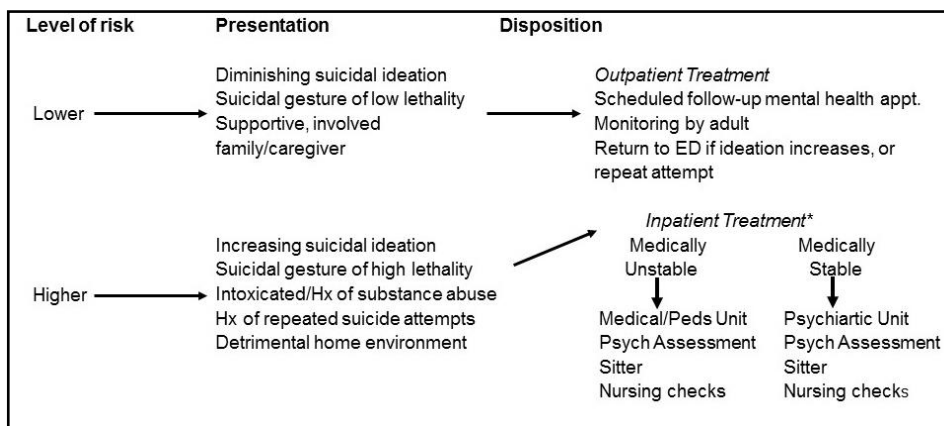 Level of risk Presentation Disposition
Diminishing suicidal ideation
Suicidal gesture of low lethality
Supportive, involved
family/caregiver
Lower
Outpatient Treatment
Scheduled follow-up mental health appt.
Monitoring by adult
Return to ED if ideation increases, or
repeat attempt
Higher
Increasing suicidal ideation
Suicidal gesture of high lethality
Intoxicated/Hx of substance abuse
Hx of repeated suicide attempts
Detrimental home environment
Inpatient Treatment*
Medically
Unstable
Medical/Peds Unit
Psych Assessment
Sitter
Nursing checks
Medically
Stable
Psychiartic Unit
Psych Assessment
Sitter
Nursing checks